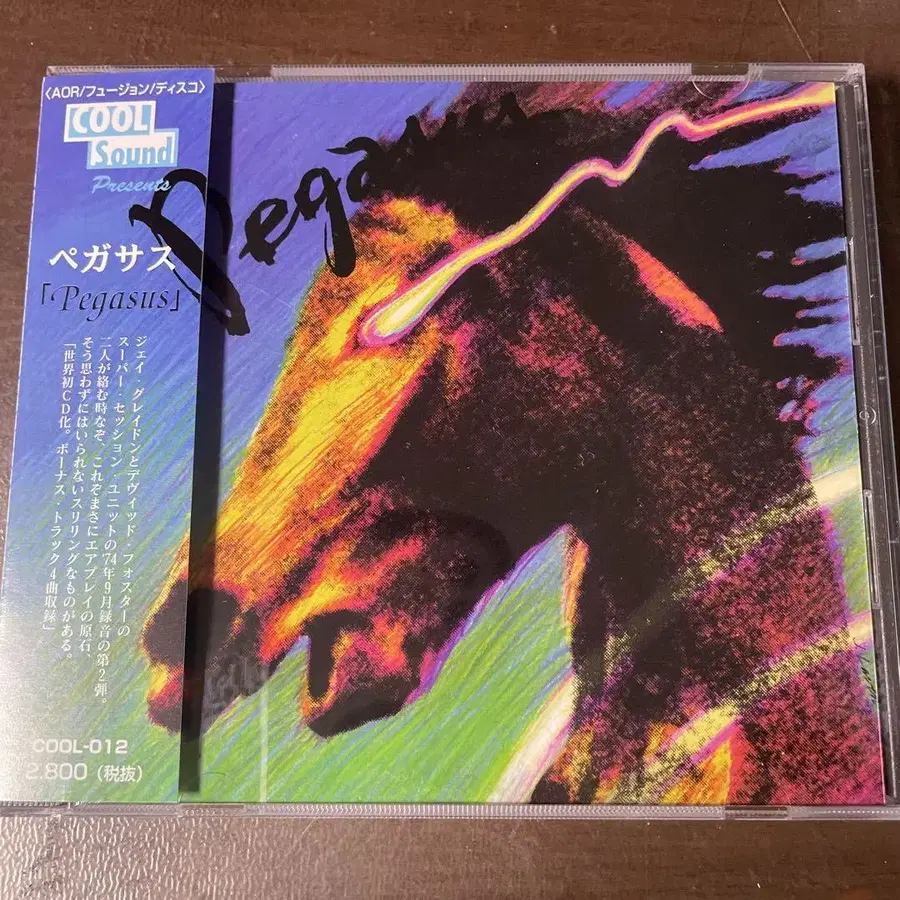 〈AOR/フュージョン/ディスコ〉
COOL
Sound
Presents
Pegasus
ペガサス
「Pegasus」
ジェイ・グレイドンとデヴィッド・フォスターの
スーパー・セッション・ユニットの'74年9月録音の第2弾。
二人が絡む時なぞ、これぞまさにエアプレイの原石、
そう思わずにはいられないスリリングなものがある。
「世界初CD化。ボーナス・トラック4曲収録」
COOL-012
2.800（税抜）